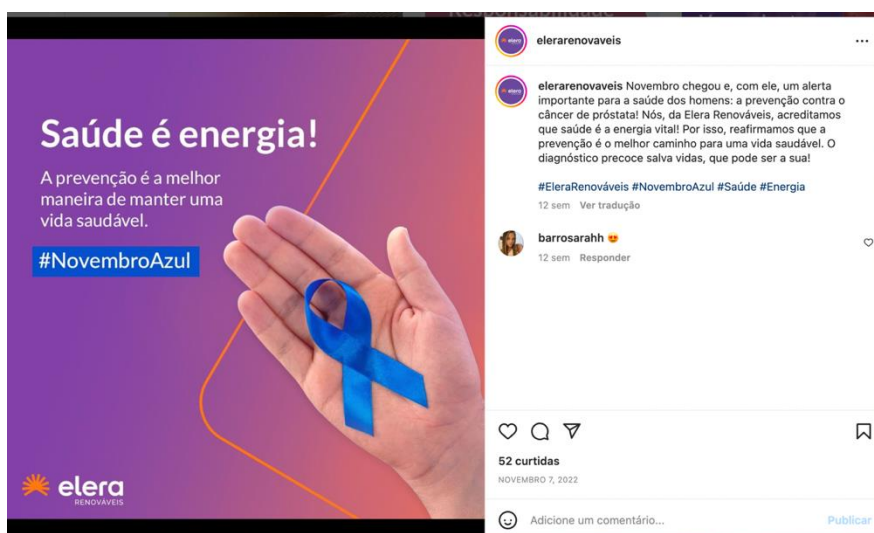 Responsabilidade
Saúde é energia!
A prevenção é a melhor
maneira de manter uma
vida saudável.
#NovembroAzul
elera
RENOVÁVEIS
elerarenovaveis
elerarenovaveis Novembro chegou e, com ele, um alerta
importante para a saúde dos homens: a prevenção contra o
câncer de próstata! Nós, da Elera Renováveis, acreditamos
que saúde é a energia vital! Por isso, reafirmamos que a
prevenção é o melhor caminho para uma vida saudável. O
diagnóstico precoce salva vidas, que pode ser a sua!
#EleraRenováveis #NovembroAzul #Saúde #Energia
12 sem Ver tradução
barrosarahh 😍
12 sem Responder
52 curtidas
NOVEMBRO 7, 2022
Adicione um comentário...
Publicar